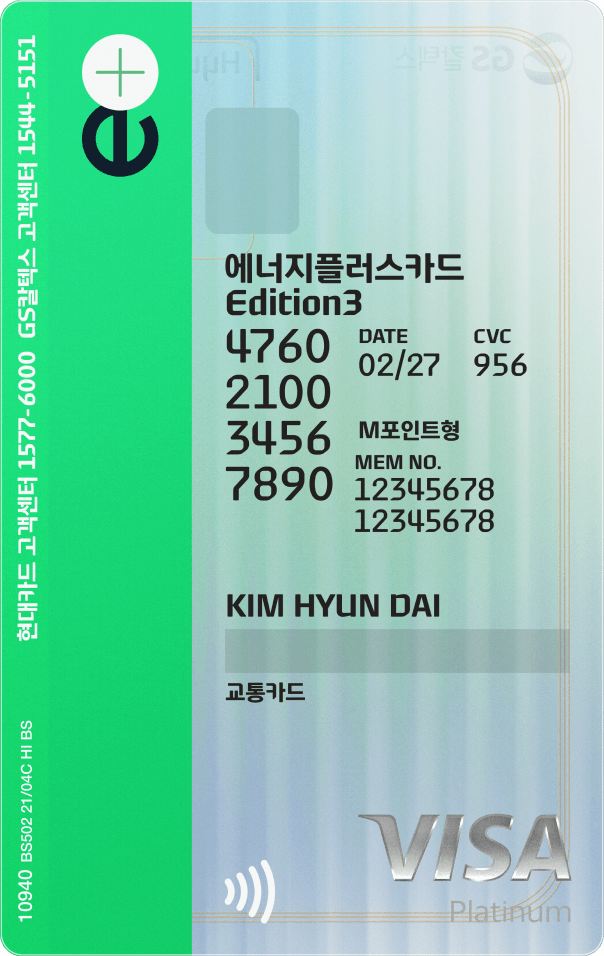 현대카드 고객센터 1577-6000 GS칼텍스 고객센터 1544-5151
10940 BS502 21/04C HI BS
e
Hyu
GS 칼텍스
에너지플러스카드
Edition3
4760
2100
3456
7890
DATE
02/27
CVC
956
M포인트형
MEM NO.
12345678
12345678
KIM HYUN DAI
교통카드
VISA
Platinum